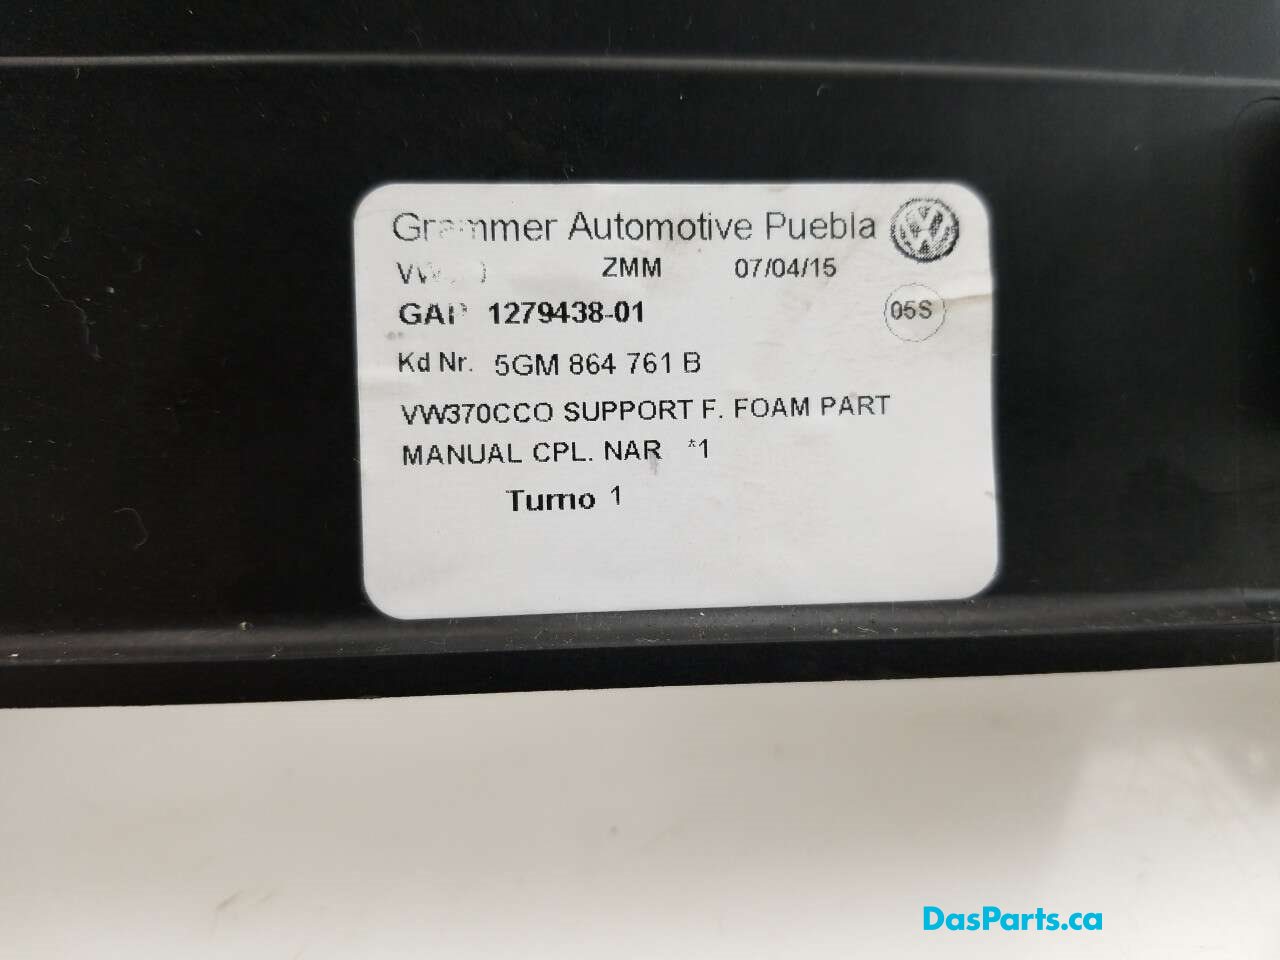 Grammer Automotive Puebla
ZMM 07/04/15
GAP 1279438-01 05S
Kd Nr. 5GM 864 761 B
VW370CCO SUPPORT F. FOAM PART
MANUAL CPL. NAR *1
Turno 1
DasParts.ca